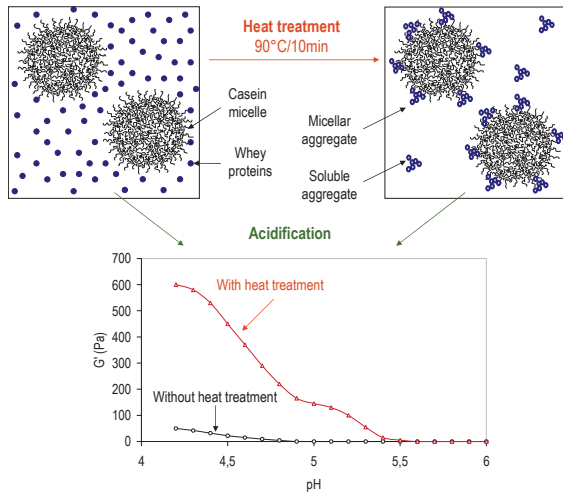 Heat treatment
90°C/10min
Casein
micelle
Whey
proteins
Micellar
aggregate
Soluble
aggregate
Acidification
700
600
500
400
300
200
100
0
G' (Pa)
With heat treatment
Without heat treatment
4
4,5
5
5,5
6
pH